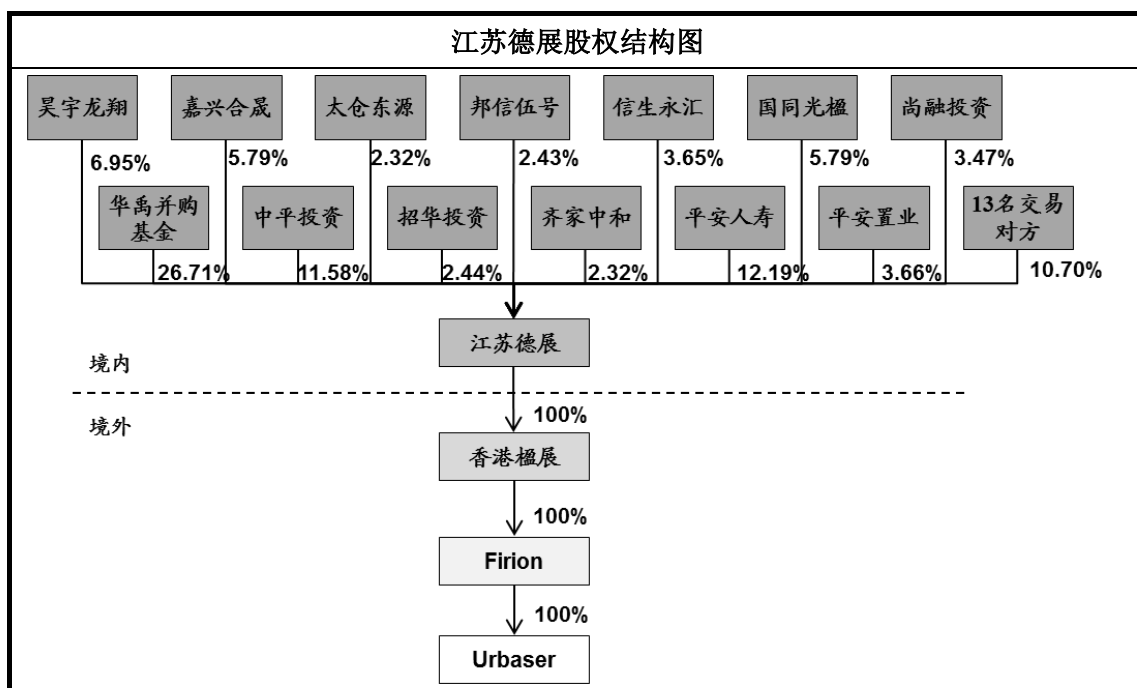 江苏德展股权结构图
昊宇龙翔
嘉兴合晟
太仓东源
邦信伍号
信生永汇
国同光楹
尚融投资
6.95%
5.79%
2.32%
2.43%
3.65%
5.79%
3.47%
华禹并购
基金
中平投资
招华投资
齐家中和
平安人寿
平安置业
13名交易
对方
26.71%
11.58%
2.44%
2.32%
12.19%
3.66%
10.70%
江苏德展
境内
境外
100%
香港楹展
100%
Firion
100%
Urbaser